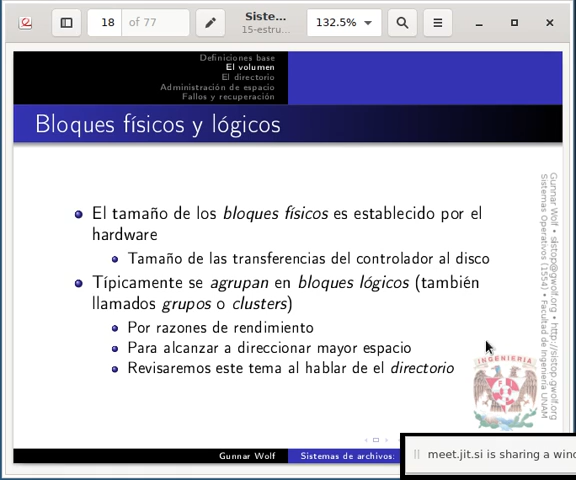 18
of 77
Siste...
15-estru...
132.5%
Definiciones base
El volumen
El directorio
Administración de espacio
Fallos y recuperación
Bloques físicos y lógicos
El tamaño de los bloques físicos es establecido por el
hardware
Tamaño de las transferencias del controlador al disco
Típicamente se agrupan en bloques lógicos (también
llamados grupos o clusters)
Por razones de rendimiento
Para alcanzar a direccionar mayor espacio
Revisaremos este tema al hablar de el directorio
Gunnar Wolf • sistop@gwolf.org • http://sistop.gwolf.org
Sistemas Operativos (1554) • Facultad de Ingeniería UNAM
INGENIERIA
Gunnar Wolf
Sistemas de archivos:
meet.jit.si is sharing a wind